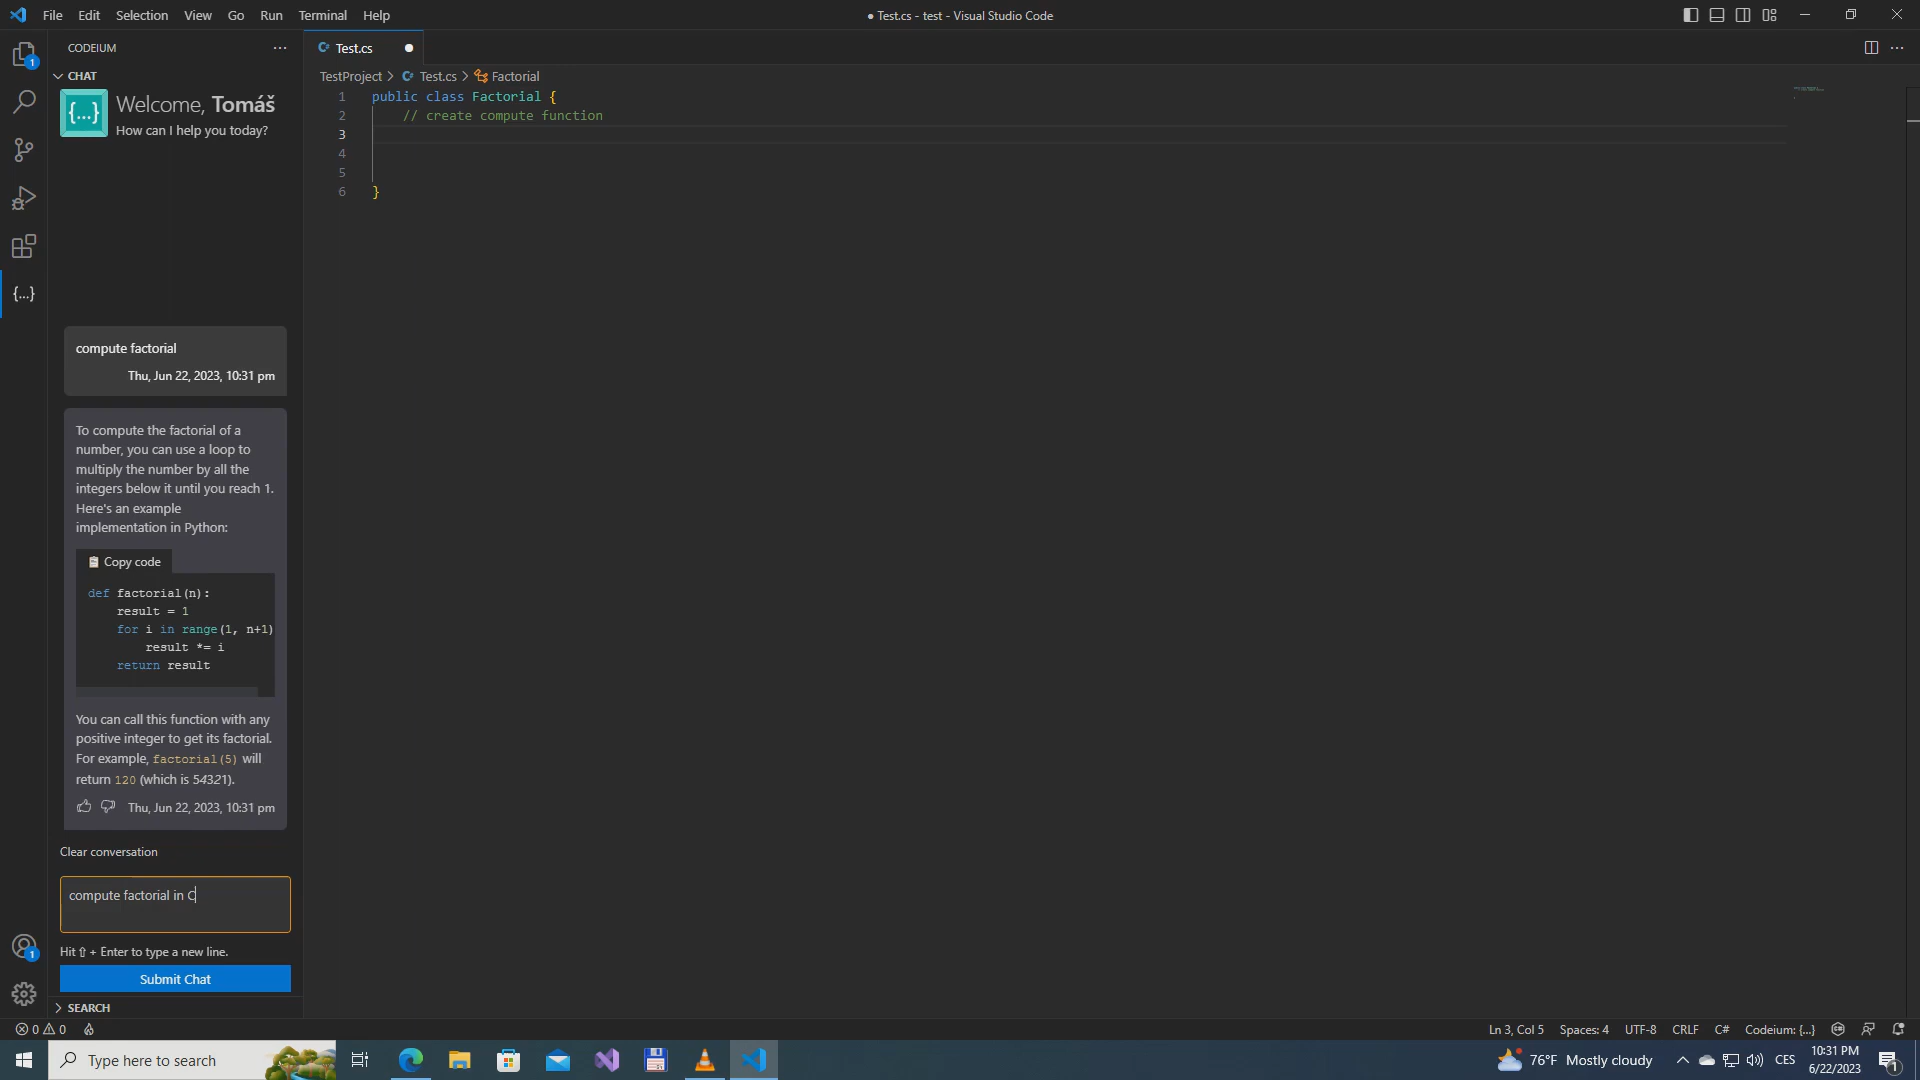 File Edit Selection View Go Run Terminal Help
● Test.cs - test - Visual Studio Code
CODEIUM
Test.cs
CHAT
TestProject > Test.cs > Factorial
{...} Welcome, Tomáš
How can I help you today?
1 public class Factorial {
2 // create compute function
3
4
5
6 }
1
{...}
compute factorial
Thu, Jun 22, 2023, 10:31 pm
To compute the factorial of a
number, you can use a loop to
multiply the number by all the
integers below it until you reach 1.
Here's an example
implementation in Python:
Copy code
def factorial(n):
result = 1
for i in range(1, n+1)
result *= i
return result
You can call this function with any
positive integer to get its factorial.
For example, factorial(5) will
return 120 (which is 54321).
Thu, Jun 22, 2023, 10:31 pm
Clear conversation
compute factorial in C
1
Hit ⇧ + Enter to type a new line.
Submit Chat
SEARCH
0 0
Ln 3, Col 5 Spaces: 4 UTF-8 CRLF C# Codeium: {...}
Type here to search
76°F Mostly cloudy CES 10:31 PM
6/22/2023
1